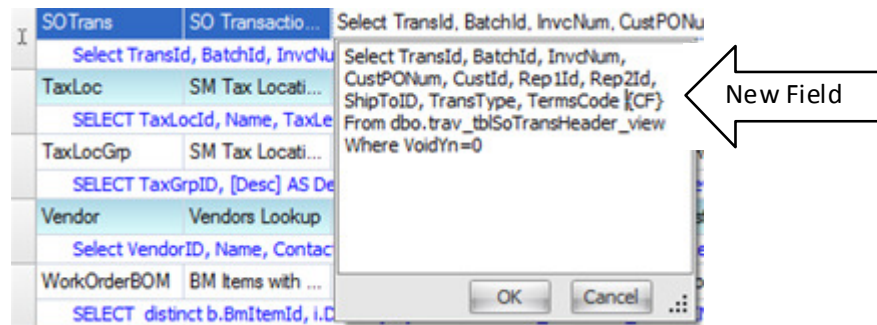 SOTrans SO Transactio... Select TransId, BatchId, InvcNum, CustPONu
Select TransId, BatchId, InvcNu
TaxLoc SM Tax Locati...
SELECT TaxLocId, Name, TaxLe
TaxLocGrp SM Tax Locati...
SELECT TaxGrpID, [Desc] AS De
Vendor Vendors Lookup
Select VendorID, Name, Contac
WorkOrderBOM BM Items with ...
SELECT distinct b.BmItemId, i.D
Select TransId, BatchId, InvcNum,
CustPONum, CustId, Rep1Id, Rep2Id,
ShipToID, TransType, TermsCode {CF}
From dbo.trav_tblSoTransHeader_view
Where VoidYn=0
OK Cancel
New Field